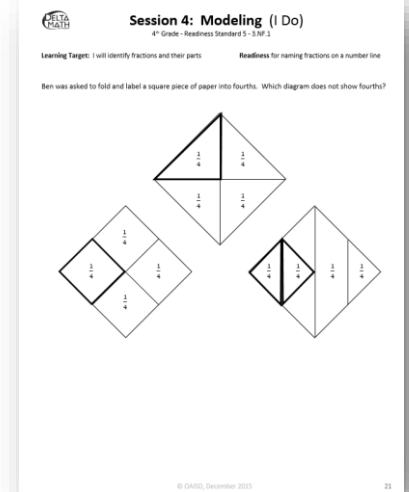 DELTA
MATH
Session 4: Modeling (I Do)
4th Grade - Readiness Standard 5 - 3.NF.1
Learning Target: I will identify fractions and their parts
Readiness for naming fractions on a number line
Ben was asked to fold and label a square piece of paper into fourths. Which diagram does not show fourths?
1/4 1/4
1/4 1/4
1/4
1/4 1/4
1/4
1/4 1/4 1/4 1/4
© OAISD, December 2015
21